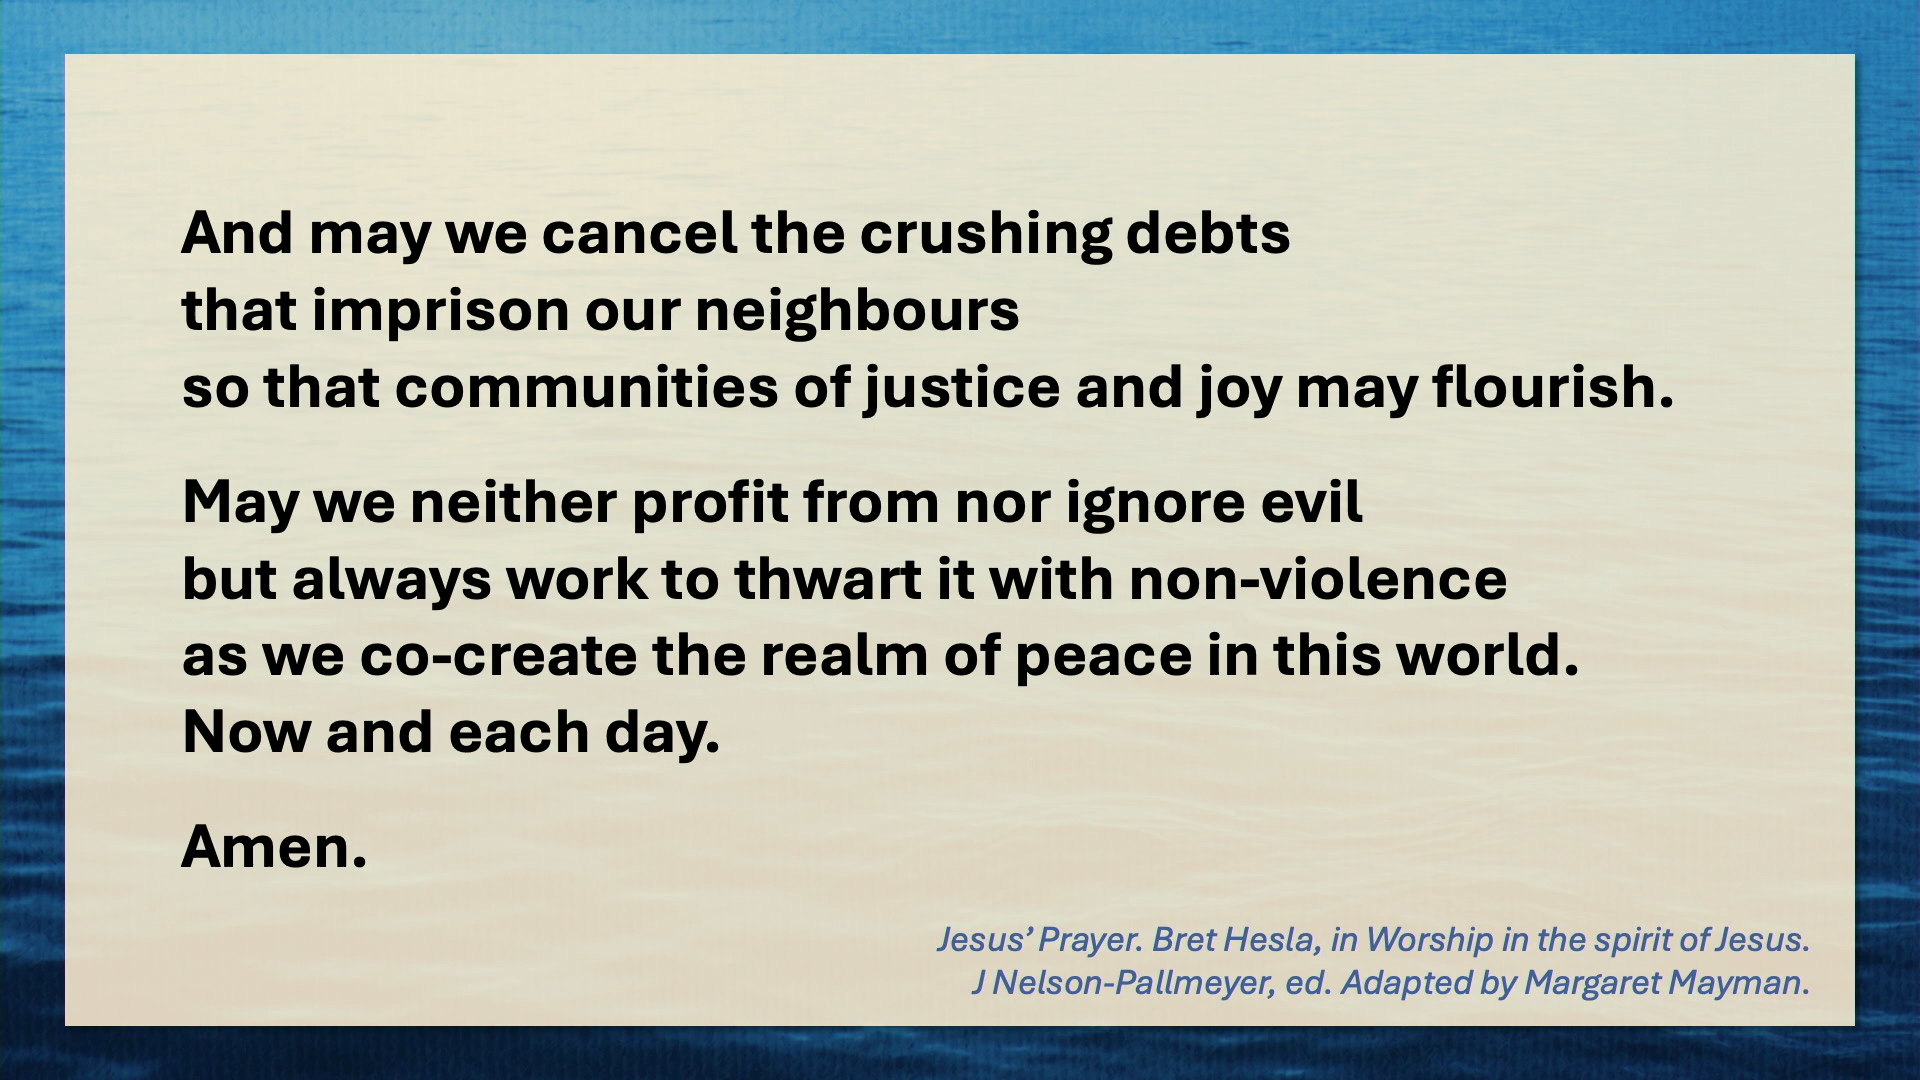 And may we cancel the crushing debts
that imprison our neighbours
so that communities of justice and joy may flourish.
May we neither profit from nor ignore evil
but always work to thwart it with non-violence
as we co-create the realm of peace in this world.
Now and each day.
Amen.
Jesus’ Prayer. Bret Hesla, in Worship in the spirit of Jesus.
J Nelson-Pallmeyer, ed. Adapted by Margaret Mayman.